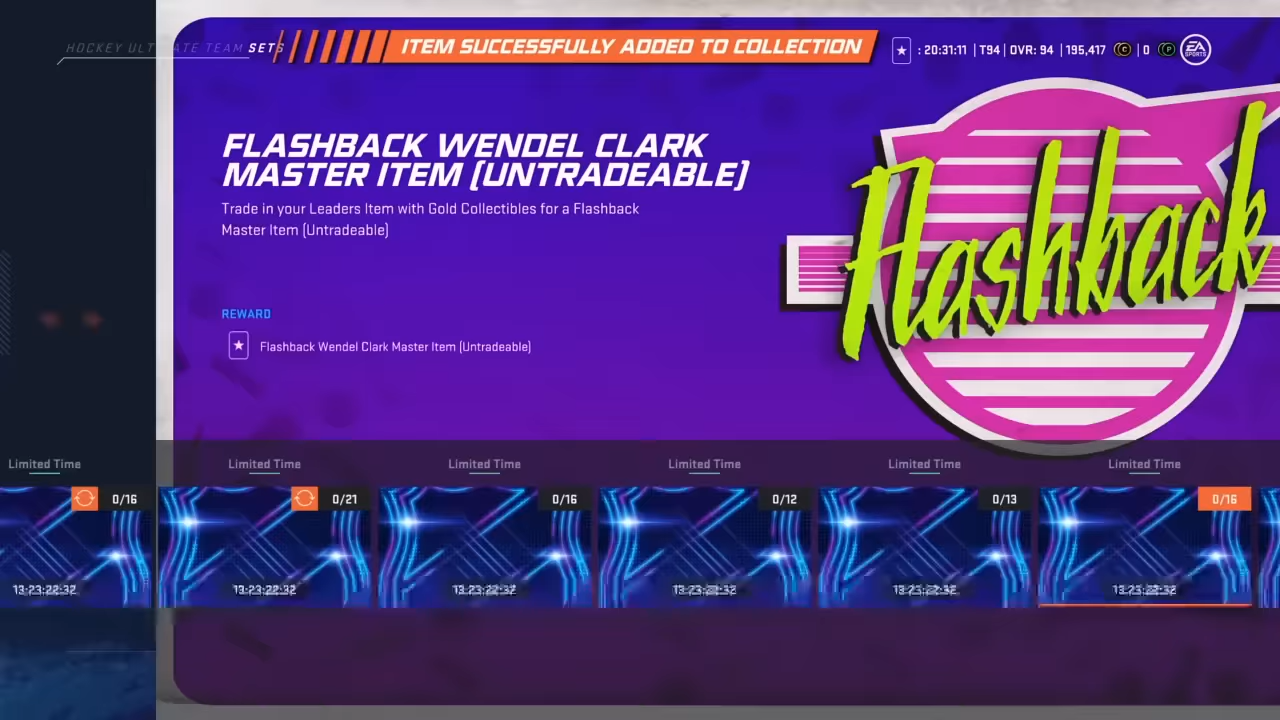 HOCKEY ULTIMATE TEAM SETS
ITEM SUCCESSFULLY ADDED TO COLLECTION
: 20:31:11 | T94 | OVR: 94 | 195,417 C | 0 P EA SPORTS
FLASHBACK WENDEL CLARK
MASTER ITEM (UNTRADEABLE)
Trade in your Leaders Item with Gold Collectibles for a Flashback
Master Item (Untradeable)
Flashback
REWARD
Flashback Wendel Clark Master Item (Untradeable)
Limited Time Limited Time Limited Time Limited Time Limited Time Limited Time
0/16 0/21 0/16 0/12 0/13 0/16
13:23:22:32 13:23:22:32 13:23:22:32 13:23:22:32 13:23:22:32 13:23:22:32